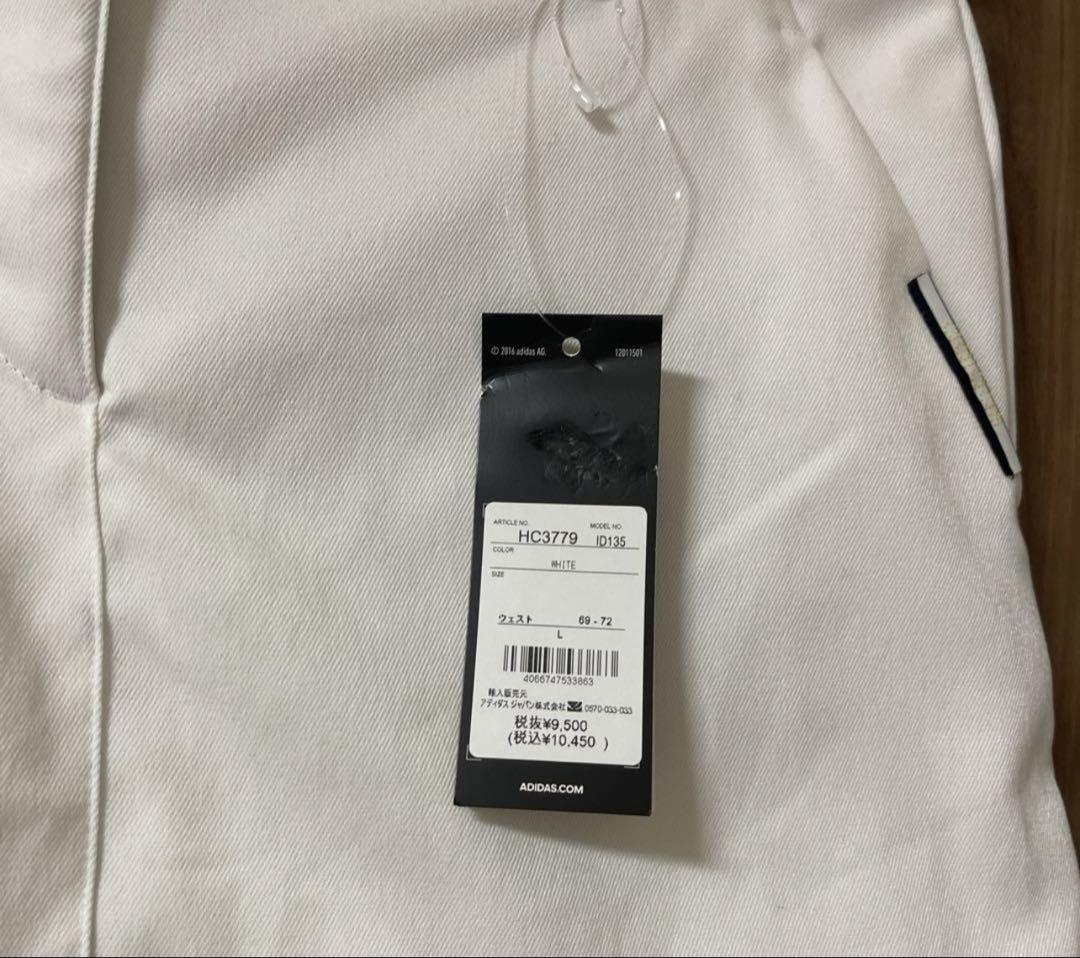 © 2016 adidas AG. 12011501
ARTICLE NO. MODEL NO.
HC3779 ID135
COLOR
WHITE
SIZE
ウェスト 69 - 72
L
4066747533863
輸入販売元
アディダス ジャパン株式会社 0570-033-033
税抜¥9,500
(税込¥10,450 )
ADIDAS.COM